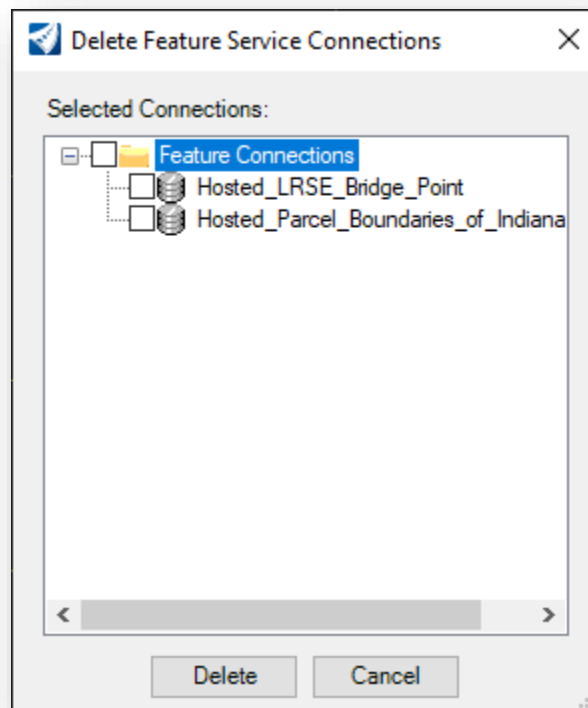 Delete Feature Service Connections
Selected Connections:
Feature Connections
Hosted_LRSE_Bridge_Point
Hosted_Parcel_Boundaries_of_Indiana
Delete
Cancel